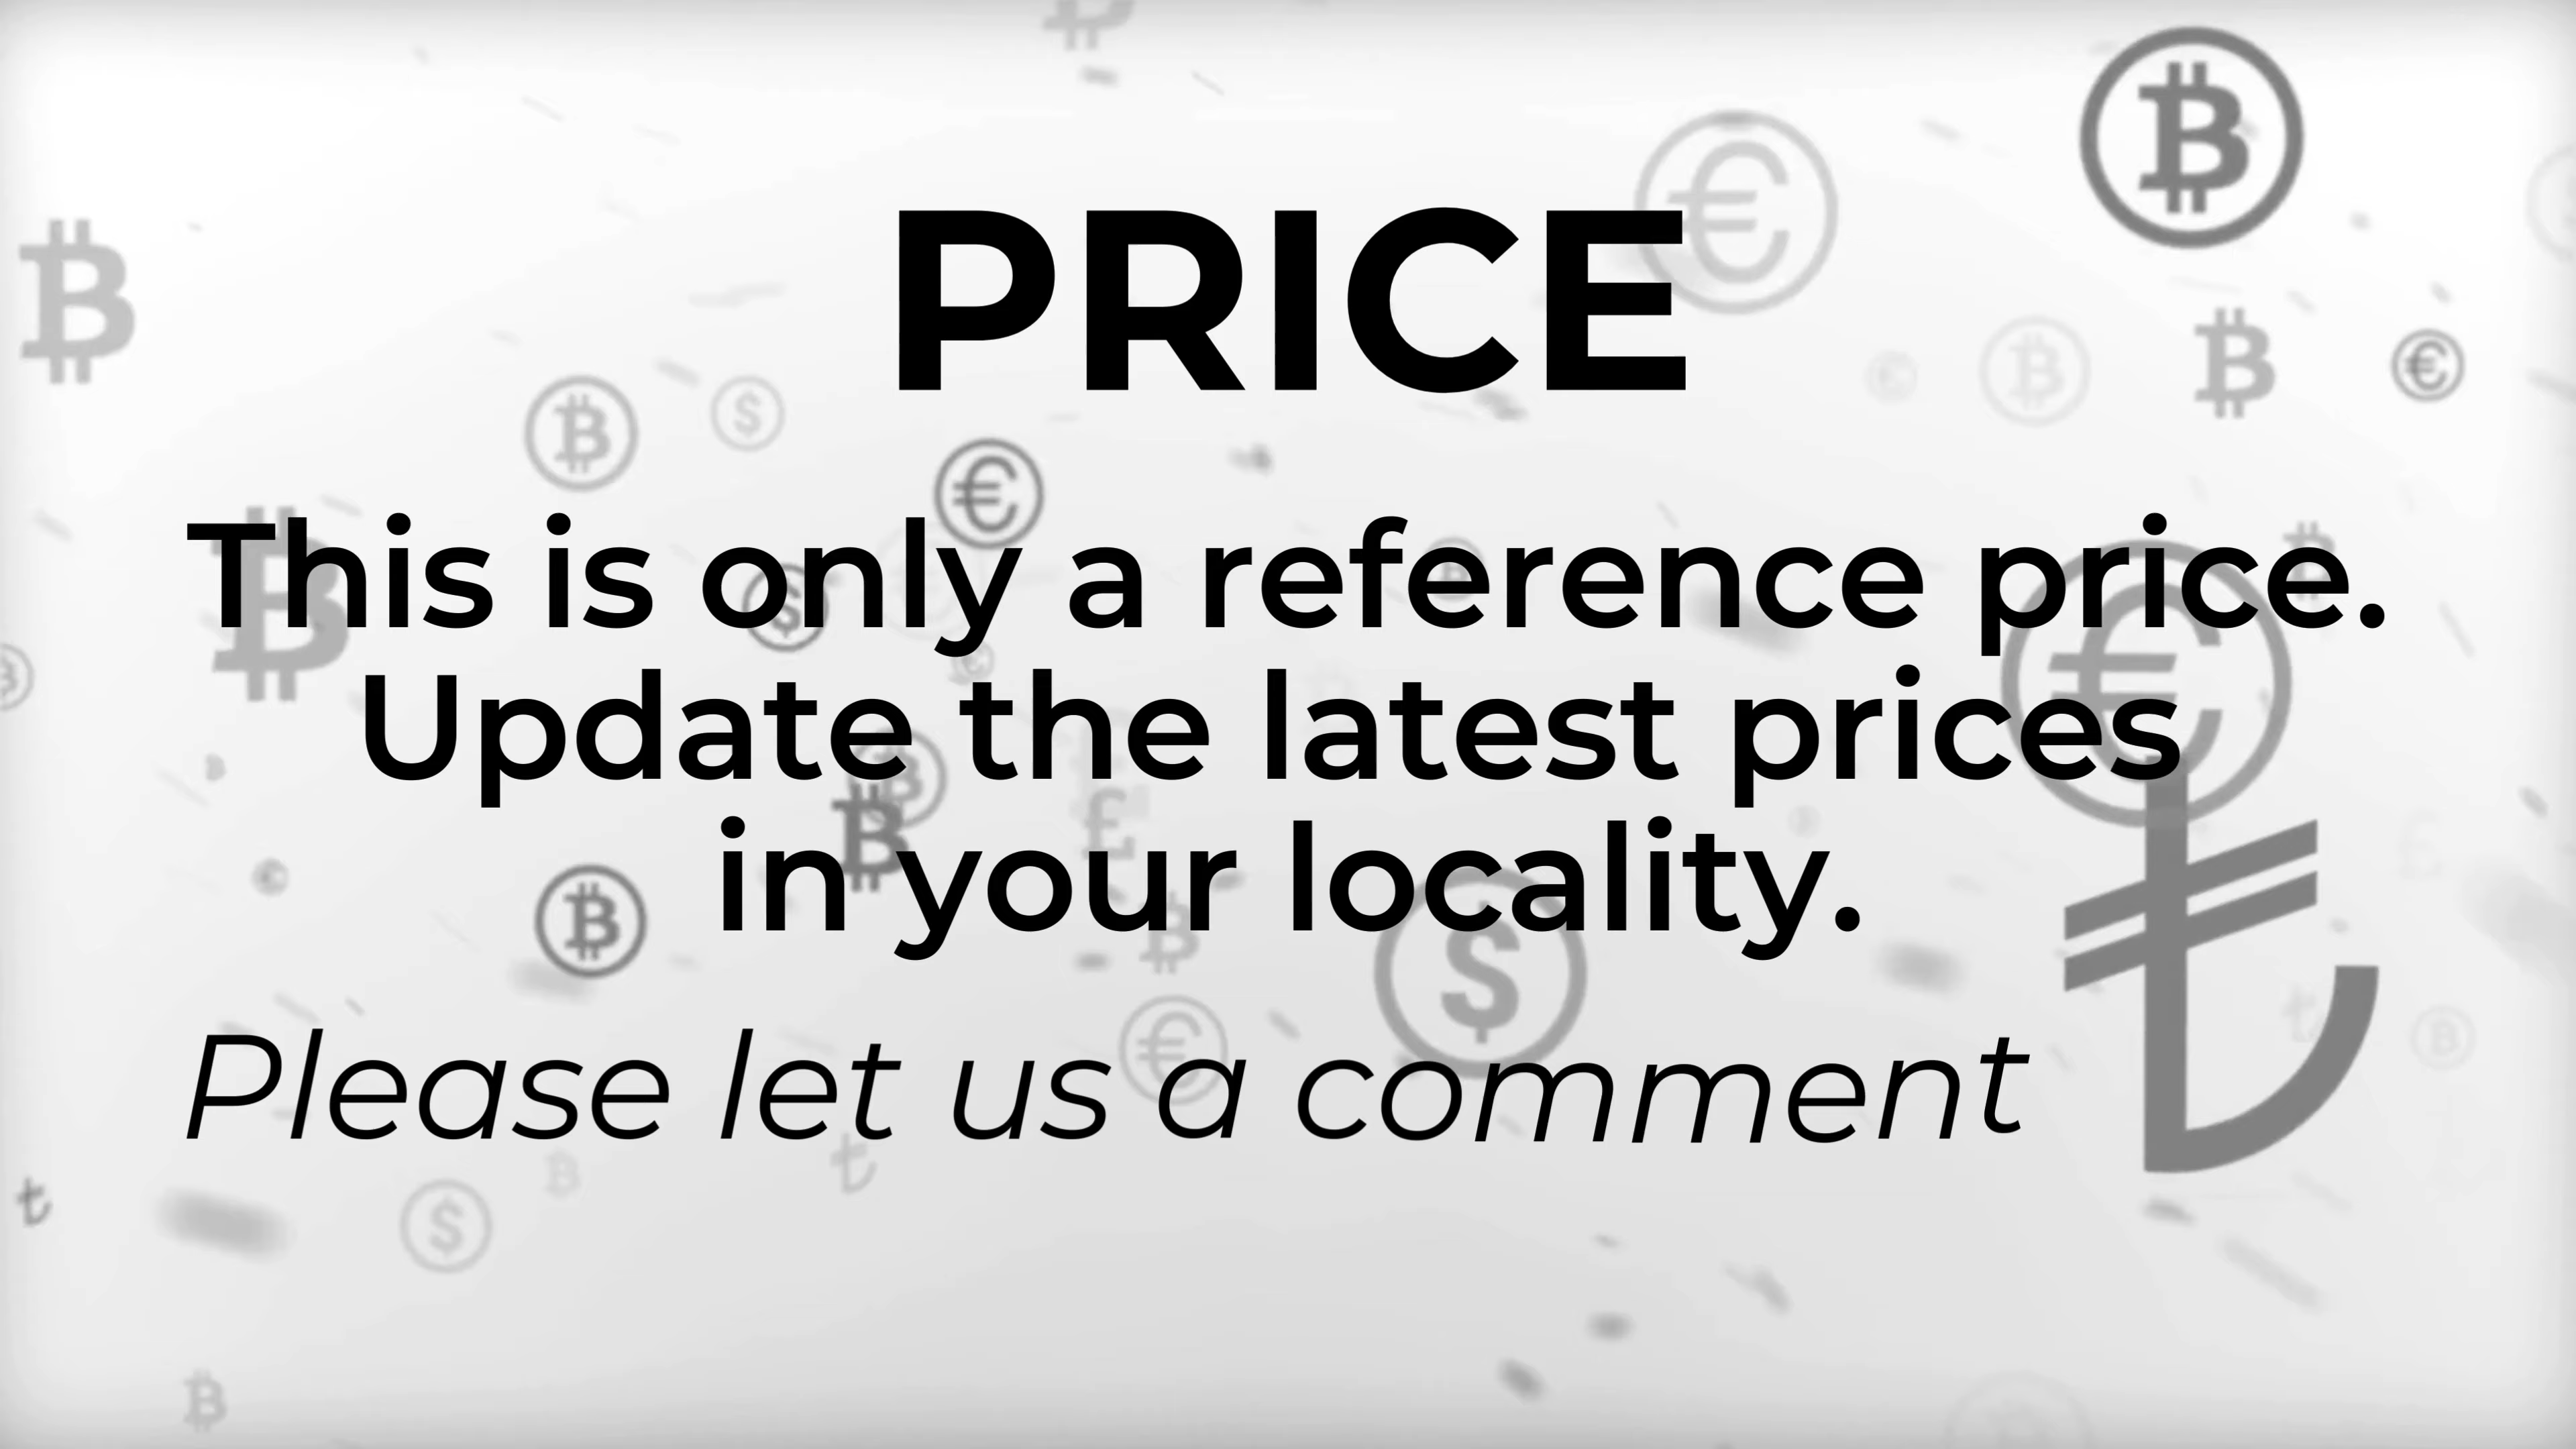 PRICE
This is only a reference price.
Update the latest prices
in your locality.
Please let us a comment